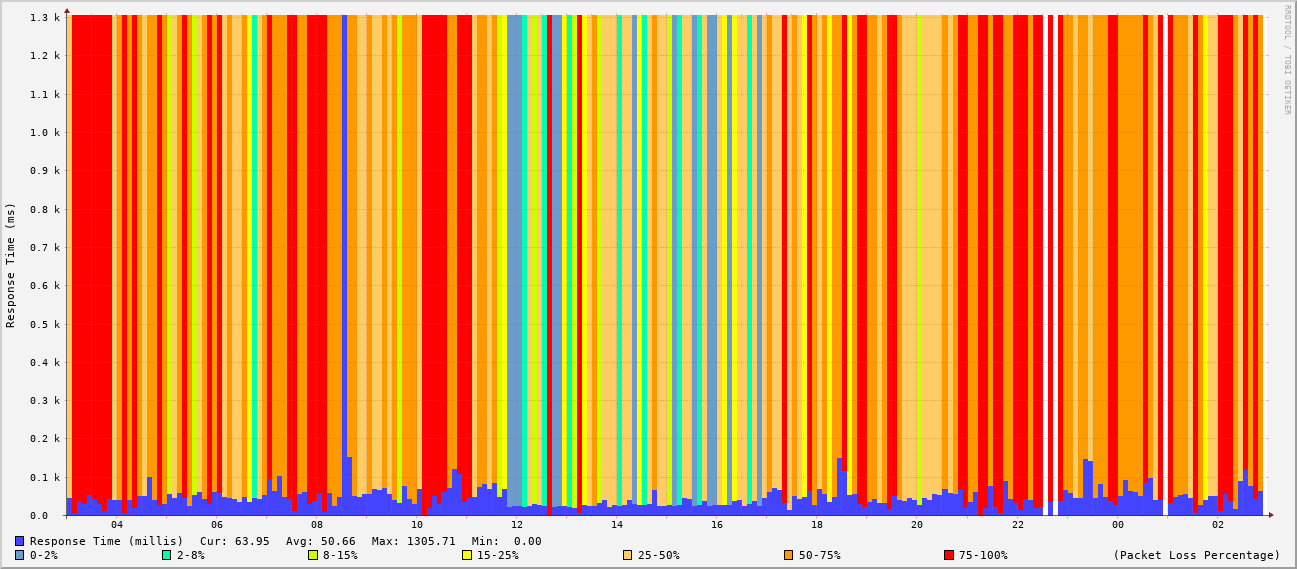 RRDTOOL / TOBI OETIKER
Response Time (ms)
1.3 k
1.2 k
1.1 k
1.0 k
0.9 k
0.8 k
0.7 k
0.6 k
0.5 k
0.4 k
0.3 k
0.2 k
0.1 k
0.0
04 06 08 10 12 14 16 18 20 22 00 02
Response Time (millis) Cur: 63.95 Avg: 50.66 Max: 1305.71 Min: 0.00
0-2% 2-8% 8-15% 15-25% 25-50% 50-75% 75-100% (Packet Loss Percentage)